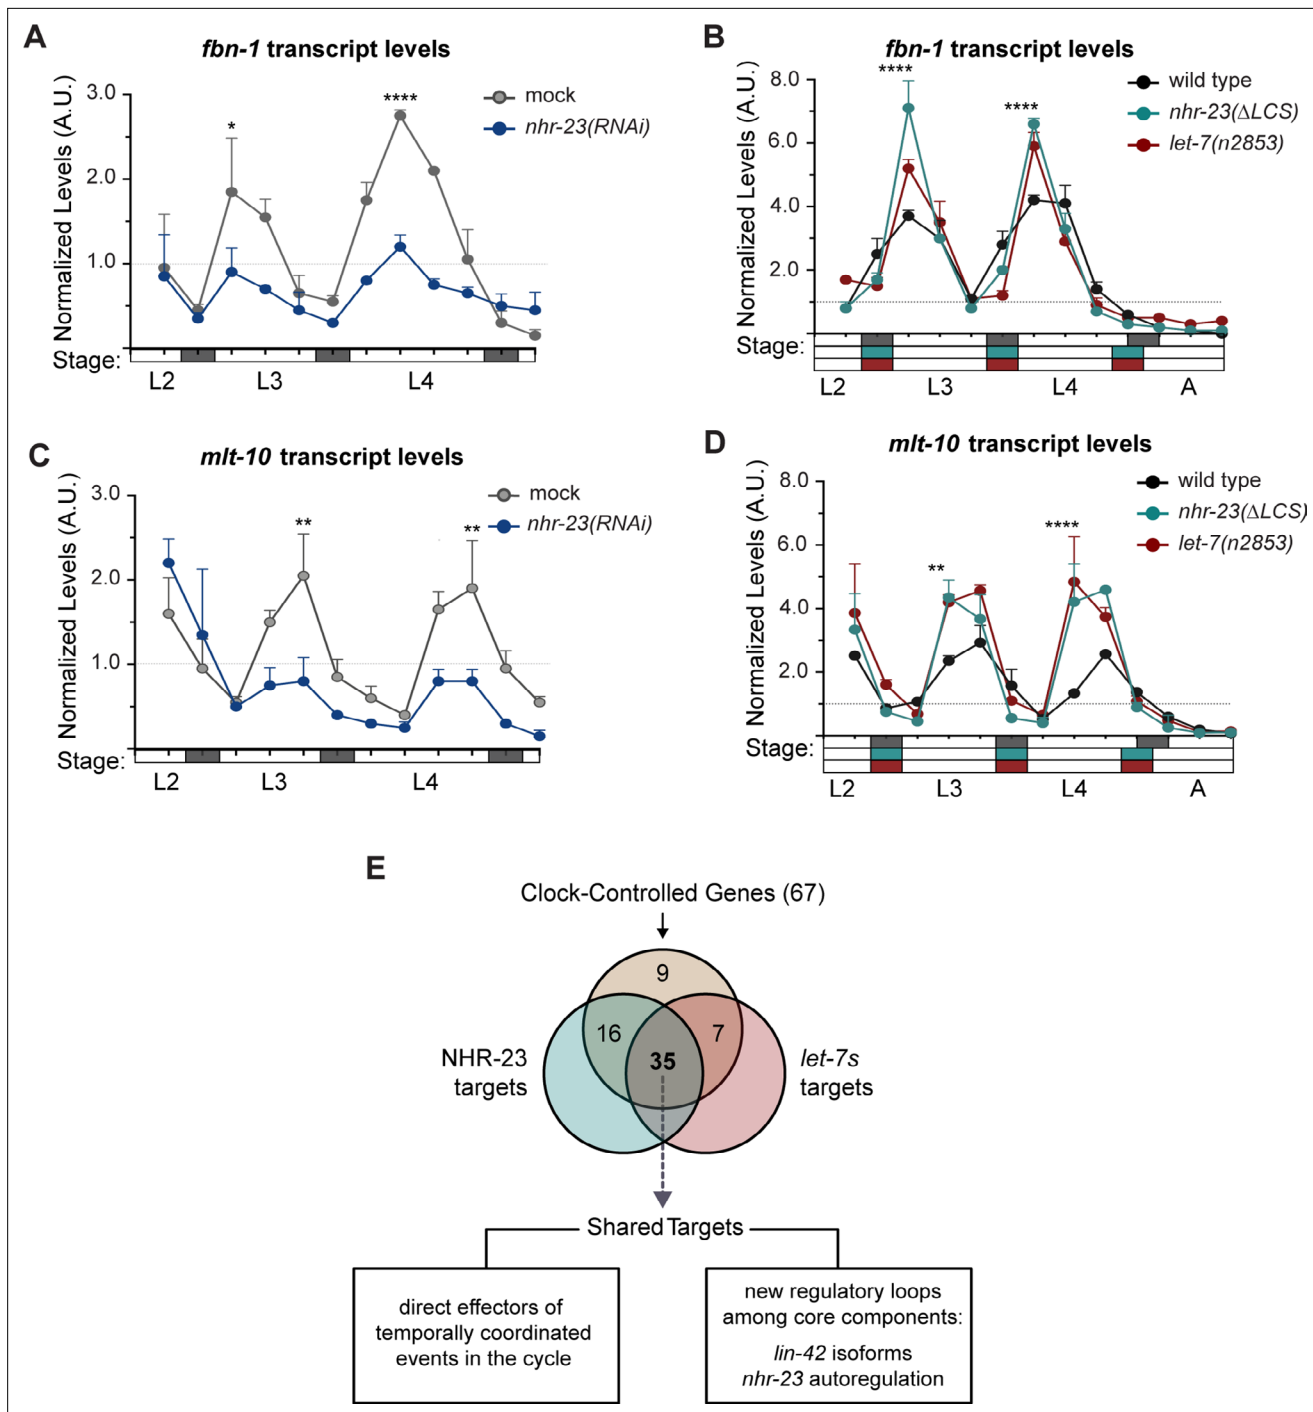 A
fbn-1 transcript levels
Normalized Levels (A.U.)
3.0
2.0
1.0
*
****
mock
nhr-23(RNAi)
Stage:
L2
L3
L4
B
fbn-1 transcript levels
Normalized Levels (A.U.)
8.0
6.0
4.0
2.0
****
****
wild type
nhr-23(ΔLCS)
let-7(n2853)
L2
L3
L4
A
C
mlt-10 transcript levels
Normalized Levels (A.U.)
3.0
2.0
1.0
**
**
mock
nhr-23(RNAi)
Stage:
L2
L3
L4
D
mlt-10 transcript levels
Normalized Levels (A.U.)
8.0
6.0
4.0
2.0
**
****
wild type
nhr-23(ΔLCS)
let-7(n2853)
Stage:
L2
L3
L4
A
E
Clock-Controlled Genes (67)
9
16
7
35
NHR-23
targets
let-7s
targets
Shared Targets
direct effectors of
temporally coordinated
events in the cycle
new regulatory loops
among core components:
lin-42 isoforms
nhr-23 autoregulation
Stage: